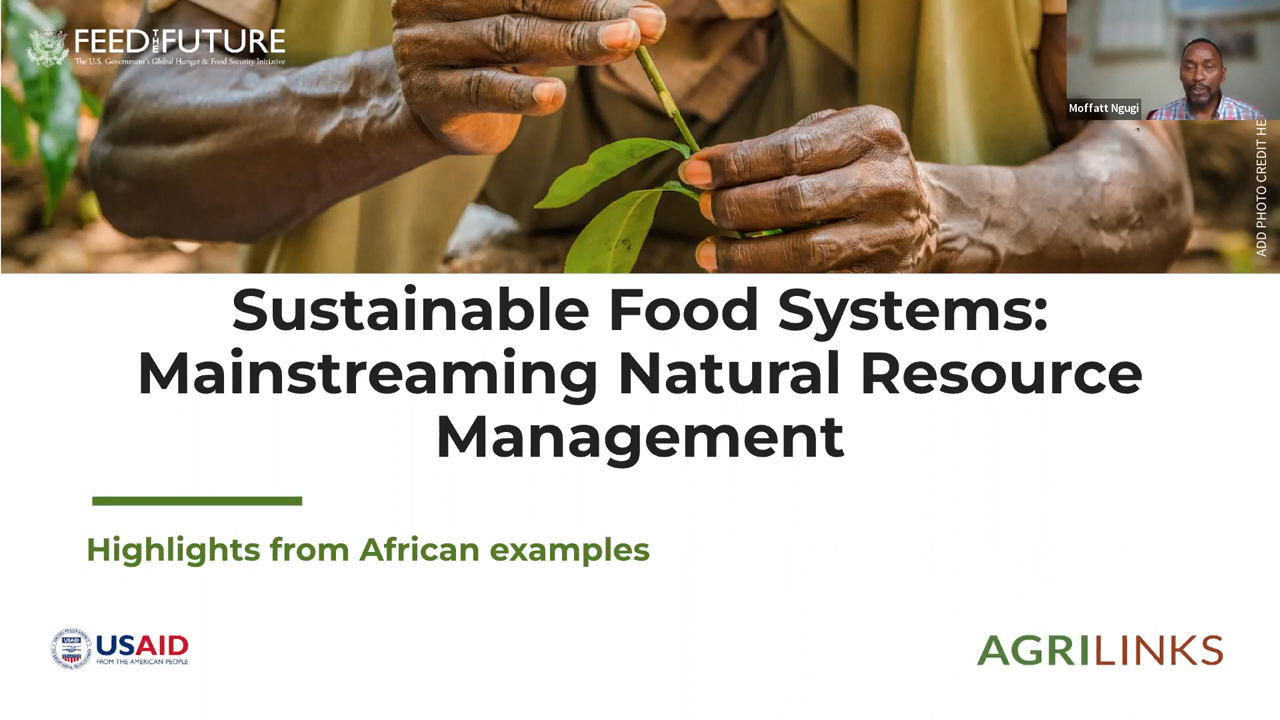 FEED THE FUTURE
The U.S. Government's Global Hunger & Food Security Initiative
Moffatt Ngugi
ADD PHOTO CREDIT HE
Sustainable Food Systems:
Mainstreaming Natural Resource
Management
Highlights from African examples
USAID
USAID
FROM THE AMERICAN PEOPLE
AGRILINKS